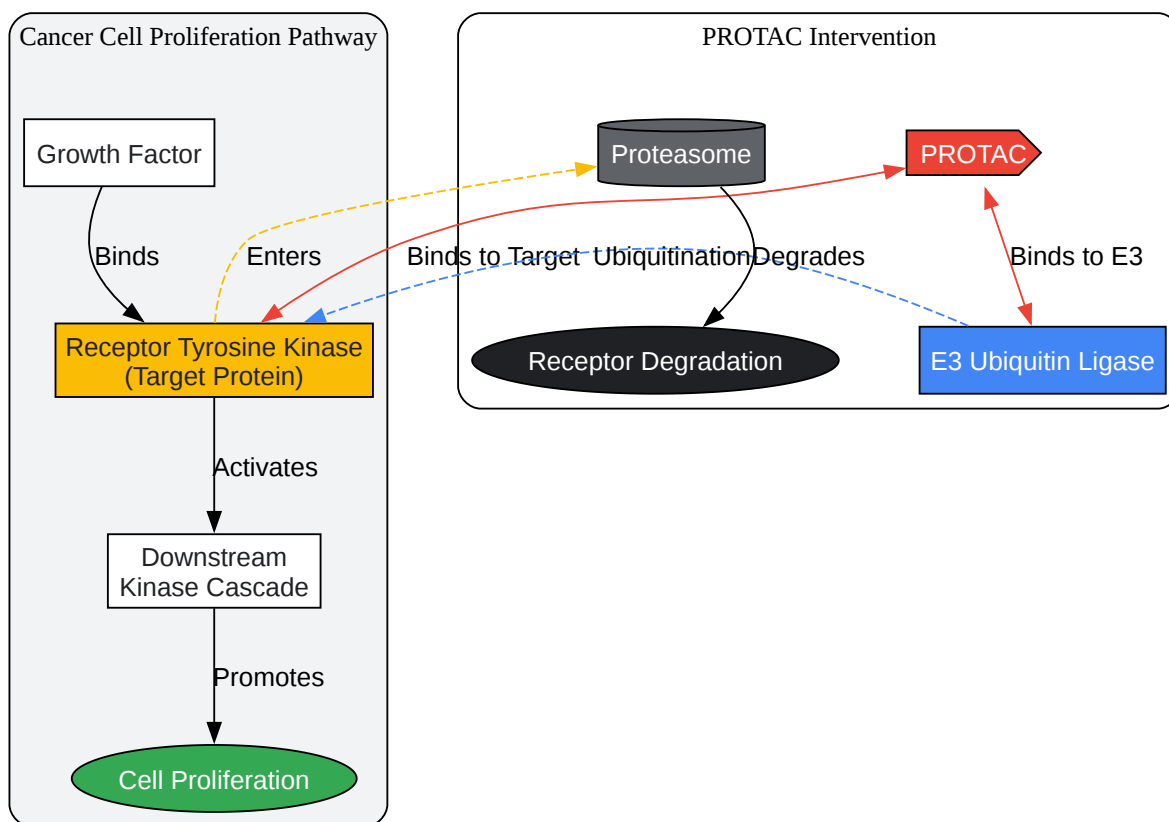 Cancer Cell Proliferation Pathway
PROTAC Intervention
Growth Factor
Proteasome
PROTAC
Binds
Enters
Binds to Target
Ubiquitination
Degrades
Binds to E3
Receptor Tyrosine Kinase
(Target Protein)
Receptor Degradation
E3 Ubiquitin Ligase
Activates
Downstream
Kinase Cascade
Promotes
Cell Proliferation